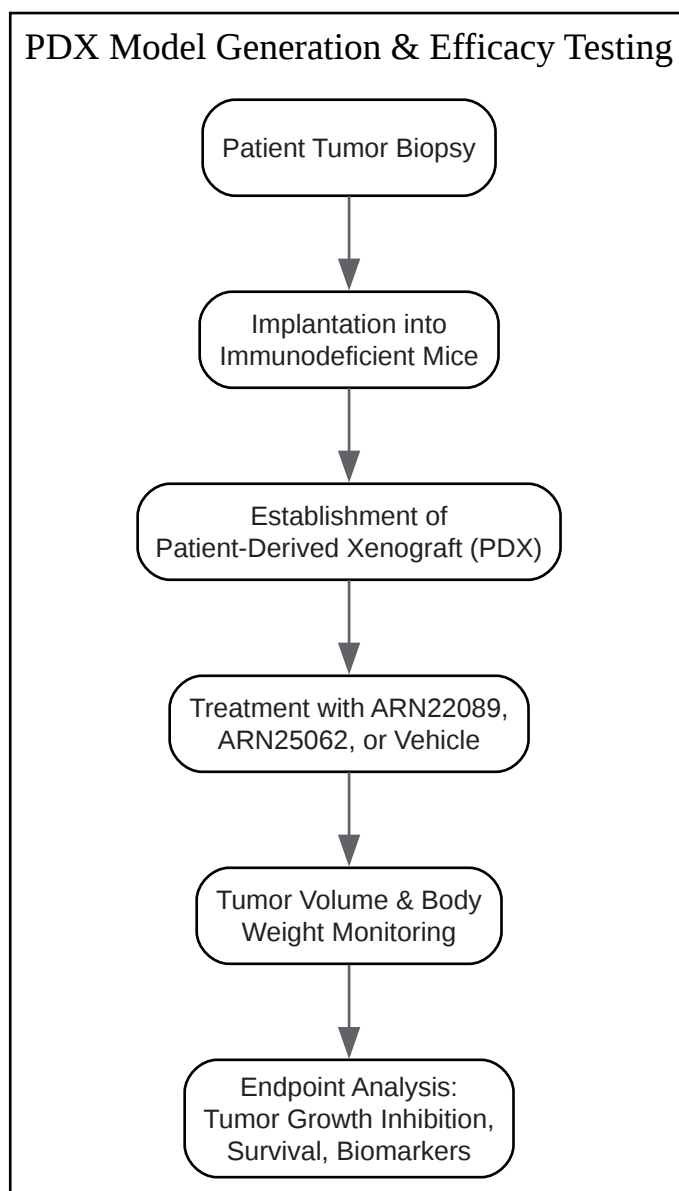 PDX Model Generation & Efficacy Testing
Patient Tumor Biopsy
Implantation into
Immunodeficient Mice
Establishment of
Patient-Derived Xenograft (PDX)
Treatment with ARN22089,
ARN25062, or Vehicle
Tumor Volume & Body
Weight Monitoring
Endpoint Analysis:
Tumor Growth Inhibition,
Survival, Biomarkers